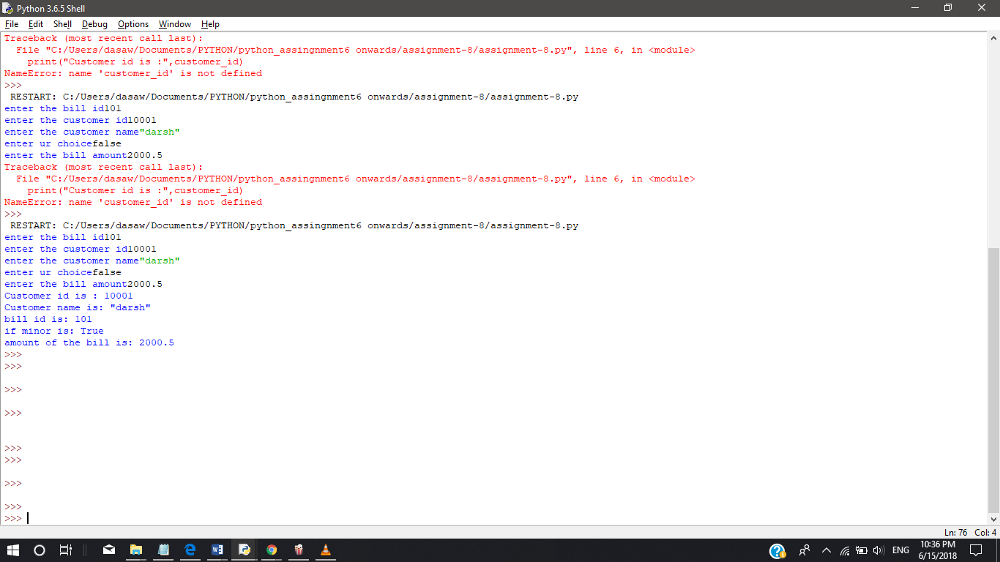 Python 3.6.5 Shell
File Edit Shell Debug Options Window Help
Traceback (most recent call last):
  File "C:/Users/dasaw/Documents/PYTHON/python_assingnment6 onwards/assignment-8/assignment-8.py", line 6, in <module>
    print("Customer id is :",customer_id)
NameError: name 'customer_id' is not defined
>>>
 RESTART: C:/Users/dasaw/Documents/PYTHON/python_assingnment6 onwards/assignment-8/assignment-8.py
enter the bill id101
enter the customer id10001
enter the customer name"darsh"
enter ur choicefalse
enter the bill amount2000.5
Traceback (most recent call last):
  File "C:/Users/dasaw/Documents/PYTHON/python_assingnment6 onwards/assignment-8/assignment-8.py", line 6, in <module>
    print("Customer id is :",customer_id)
NameError: name 'customer_id' is not defined
>>>
 RESTART: C:/Users/dasaw/Documents/PYTHON/python_assingnment6 onwards/assignment-8/assignment-8.py
enter the bill id101
enter the customer id10001
enter the customer name"darsh"
enter ur choicefalse
enter the bill amount2000.5
Customer id is : 10001
Customer name is: "darsh"
bill id is: 101
if minor is: True
amount of the bill is: 2000.5
>>>
>>>
>>>
>>>
>>>
>>>
>>>
>>>
>>>
Ln: 76 Col: 4
ENG
10:36 PM
6/15/2018